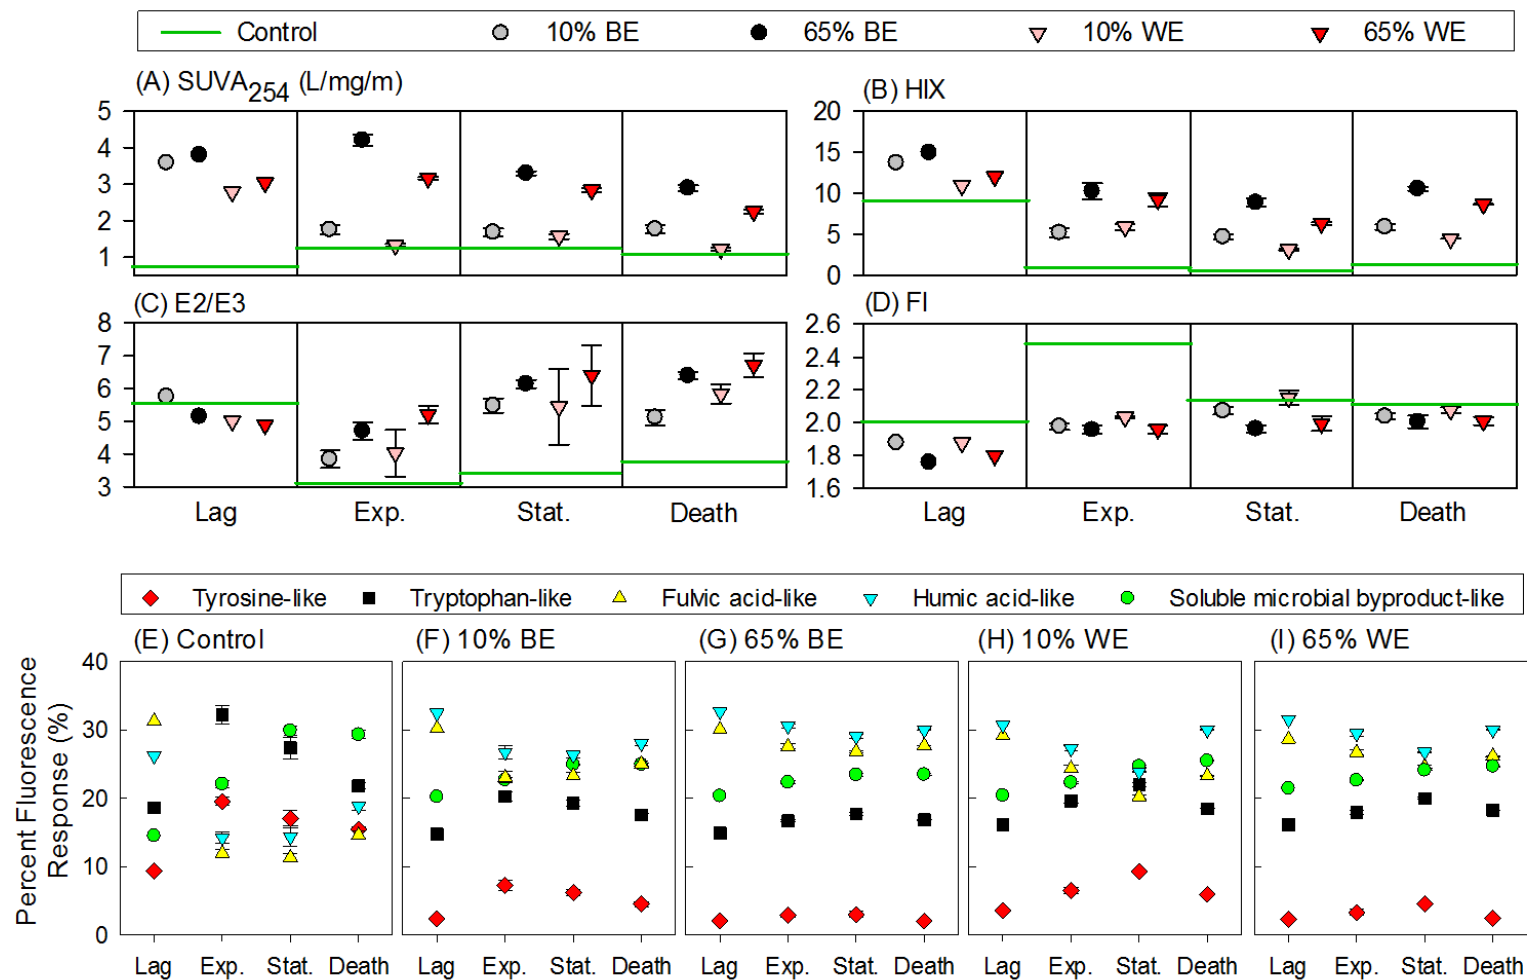 Control 10% BE 65% BE 10% WE 65% WE
(A) SUVA254 (L/mg/m)
5
4
3
2
1
(B) HIX
20
15
10
5
0
(C) E2/E3
8
7
6
5
4
3
Lag Exp. Stat. Death
(D) FI
2.6
2.4
2.2
2.0
1.8
1.6
Lag Exp. Stat. Death
Tyrosine-like Tryptophan-like Fulvic acid-like Humic acid-like Soluble microbial byproduct-like
(E) Control (F) 10% BE (G) 65% BE (H) 10% WE (I) 65% WE
Percent Fluorescence
Response (%)
40
30
20
10
0
Lag Exp. Stat. Death Lag Exp. Stat. Death Lag Exp. Stat. Death Lag Exp. Stat. Death Lag Exp. Stat. Death